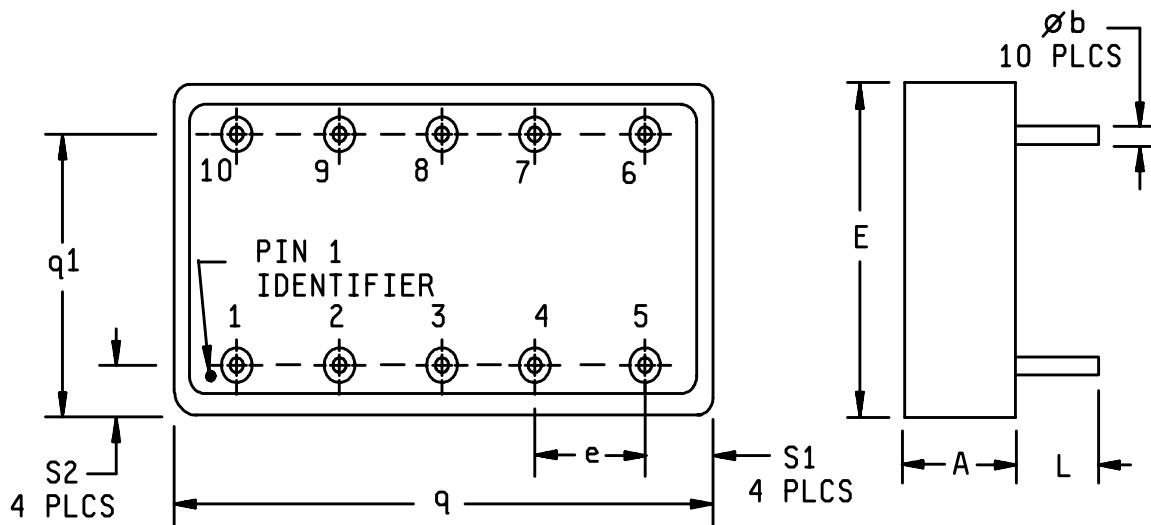 Øb
10 PLCS
10 9 8 7 6
q1
E
PIN 1
IDENTIFIER
1 2 3 4 5
S2
4 PLCS
e
S1
4 PLCS
A
L
q